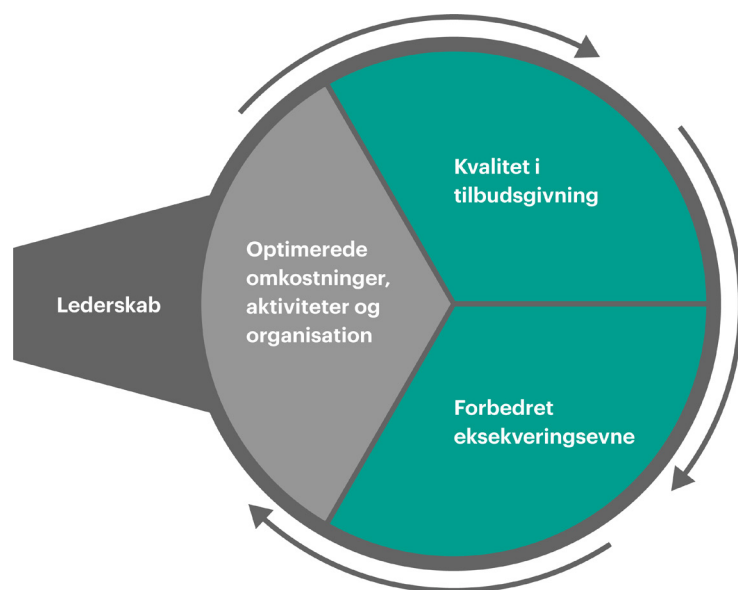 Kvalitet i
tilbudsgivning
Optimerede
omkostninger,
aktiviteter og
organisation
Lederskab
Forbedret
eksekveringsevne